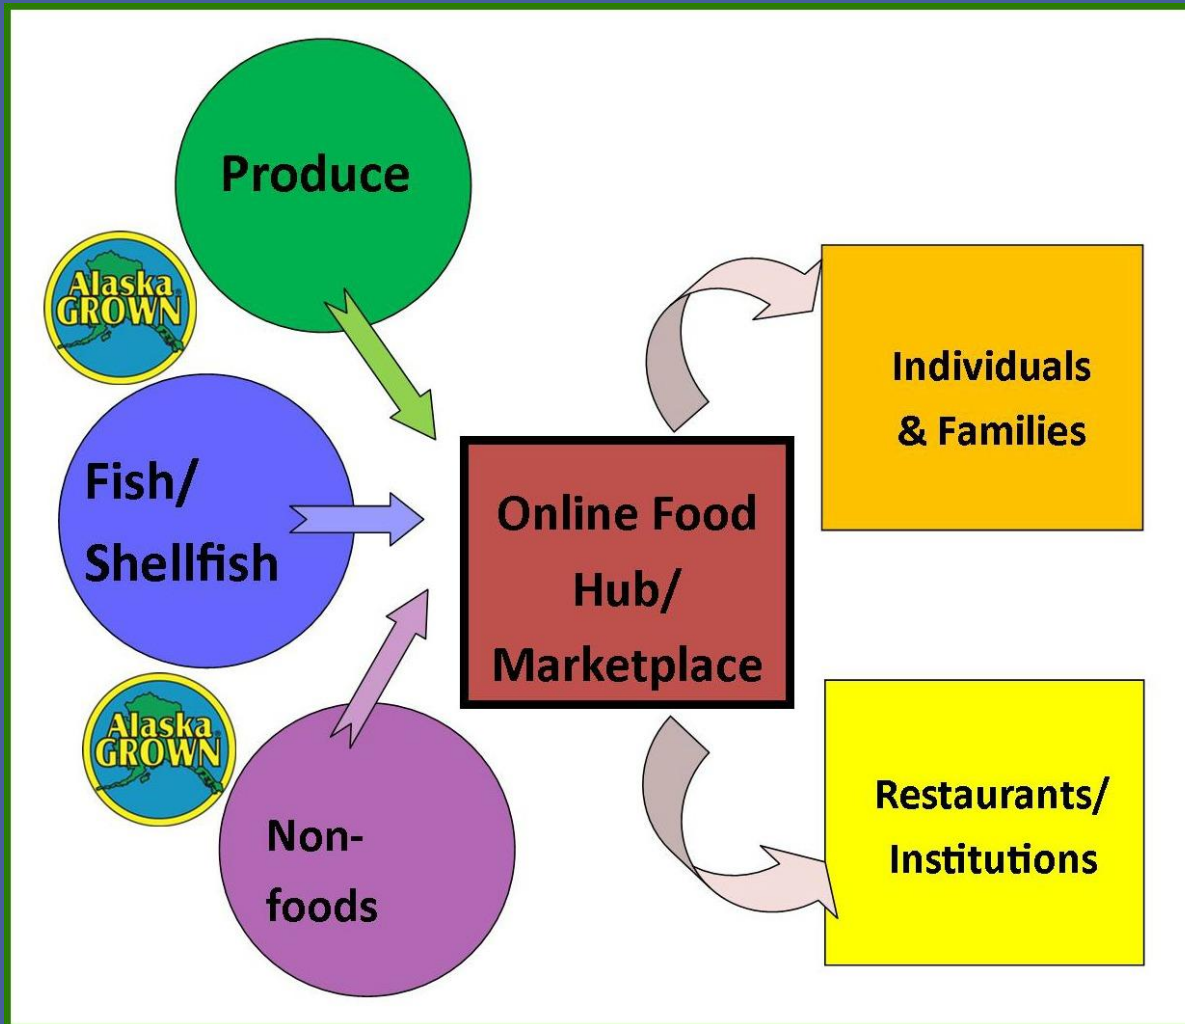 Produce
Alaska
GROWN
Fish/
Shellfish
Alaska
GROWN
Non-
foods
Online Food
Hub/
Marketplace
Individuals
& Families
Restaurants/
Institutions